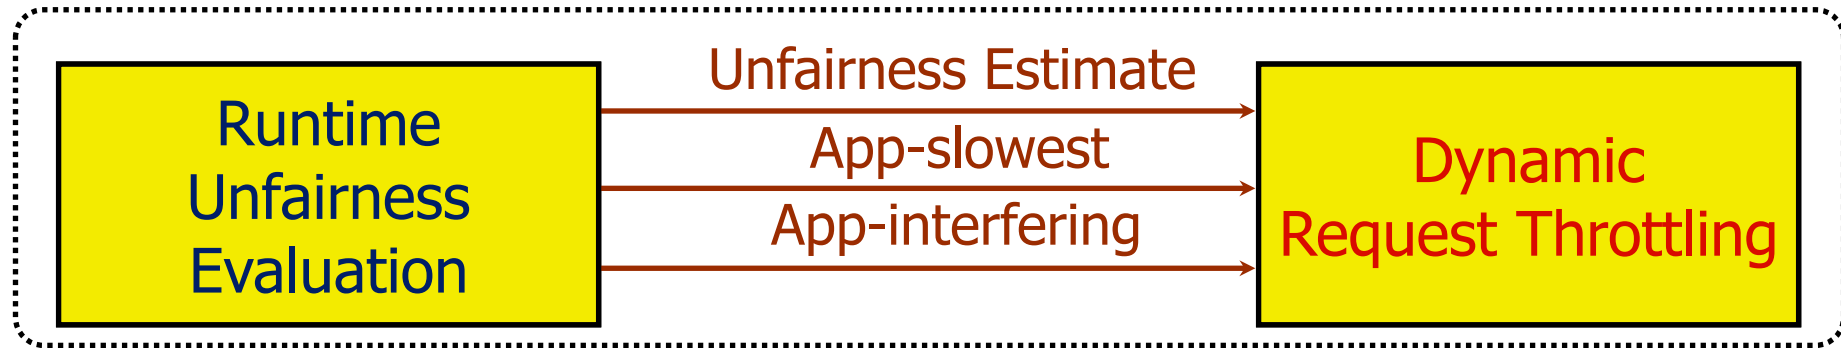 Runtime
Unfairness
Evaluation
Unfairness Estimate
App-slowest
App-interfering
Dynamic
Request Throttling